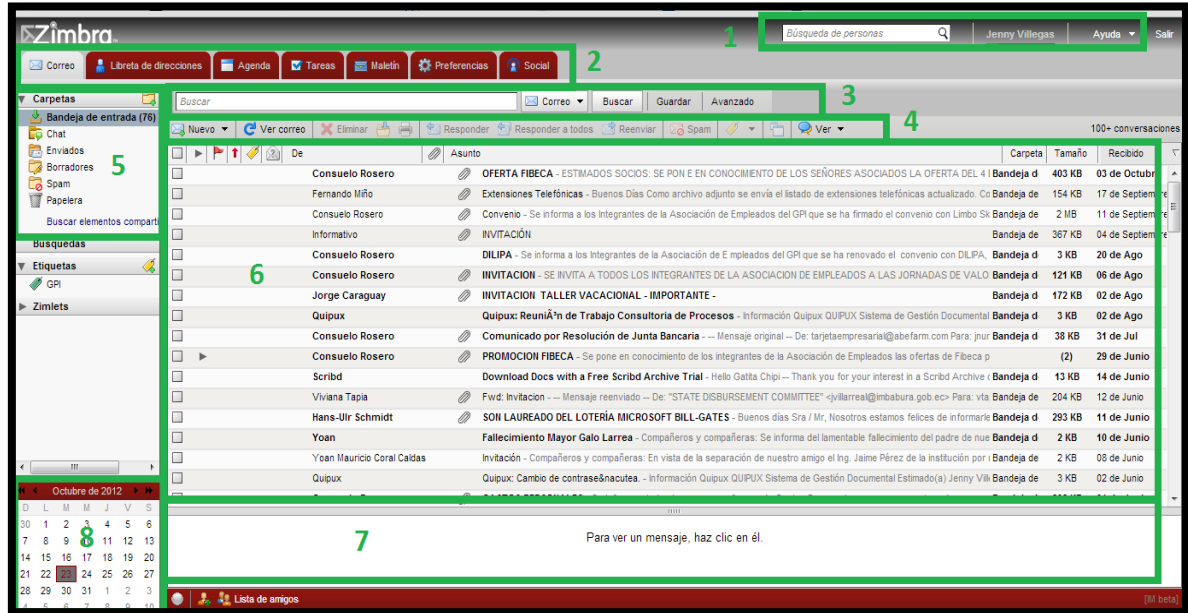 Zimbra
1 Búsqueda de personas Jenny Villegas Ayuda Salir
Correo Libreta de direcciones Agenda Tareas Maletín Preferencias Social 2
Carpetas
Bandeja de entrada (76)
Chat
Enviados
Borradores
Spam
Papelera
Buscar elementos comparti
5
Búsquedas
Etiquetas
GPI
Zimlets
Buscar Correo Buscar Guardar Avanzado 3
Nuevo Ver correo Eliminar Responder Responder a todos Reenviar Spam Ver 4 100+ conversaciones
De Asunto Carpeta Tamaño Recibido
Consuelo Rosero OFERTA FIBECA - ESTIMADOS SOCIOS: SE PON E EN CONOCIMIENTO DE LOS SEÑORES ASOCIADOS LA OFERTA DEL 4 Bandeja d 403 KB 03 de Octubr
Fernando Miño Extensiones Telefónicas - Buenos Días Como archivo adjunto se envía el listado de extensiones telefónicas actualizado. Co Bandeja de 154 KB 17 de Septiembre
Consuelo Rosero Convenio - Se informa a los Integrantes de la Asociación de Empleados del GPI que se ha firmado el convenio con Limbo Sk Bandeja de 2 MB 11 de Septiembre
Informativo INVITACIÓN Bandeja de 367 KB 04 de Septiembre
Consuelo Rosero DILIPA - Se informa a los Integrantes de la Asociación de E mpleados del GPI que se ha renovado el convenio con DILIPA, Bandeja d 3 KB 20 de Ago
6
Consuelo Rosero INVITACION - SE INVITA A TODOS LOS INTEGRANTES DE LA ASOCIACION DE EMPLEADOS A LAS JORNADAS DE VALO Bandeja d 121 KB 06 de Ago
Jorge Caraguay INVITACION TALLER VACACIONAL - IMPORTANTE - Bandeja d 172 KB 02 de Ago
Quipux Quipux: ReuniÃ³n de Trabajo Consultoria de Procesos - Información Quipux QUIPUX Sistema de Gestión Documental Bandeja d 3 KB 02 de Ago
Consuelo Rosero Comunicado por Resolución de Junta Bancaria - -- Mensaje original -- De: tarjetaempresarial@abefarm.com Para: jnur Bandeja d 38 KB 31 de Jul
Consuelo Rosero PROMOCION FIBECA - Se pone en conocimiento de los integrantes de la Asociación de Empleados las ofertas de Fibeca p (2) 29 de Junio
Scribd Download Docs with a Free Scribd Archive Trial - Hello Gatita Chipi -- Thank you for your interest in a Scribd Archive Bandeja d 13 KB 14 de Junio
Viviana Tapia Fwd: Invitacion - -- Mensaje reenviado -- De: "STATE DISBURSEMENT COMMITTEE" <jvillarreal@imbabura.gob.ec> Para: vta Bandeja de 204 KB 12 de Junio
Hans-Ulr Schmidt SON LAUREADO DEL LOTERÍA MICROSOFT BILL-GATES - Buenos días Sra / Mr, Nosotros estamos felices de informarle Bandeja d 293 KB 11 de Junio
Yoan Fallecimiento Mayor Galo Larrea - Compañeros y compañeras: Se informa del lamentable fallecimiento del padre de nue Bandeja d 2 KB 10 de Junio
Yoan Mauricio Coral Caldas Invitación - Compañeros y compañeras: En vista de la separación de nuestro amigo el Ing. Jaime Pérez de la institución por Bandeja de 2 KB 08 de Junio
Quipux Quipux: Cambio de contrase&nacutea. - Información Quipux QUIPUX Sistema de Gestión Documental Estimado(a) Jenny Vill Bandeja de 3 KB 02 de Junio
7
Para ver un mensaje, haz clic en él.
Octubre de 2012
D L M M J V S
30 1 2 3 4 5 6
7 8 9 10 11 12 13
8
14 15 16 17 18 19 20
21 22 23 24 25 26 27
28 29 30 31 1 2 3
4 5 6 7 8 9 10
Lista de amigos [IM beta]